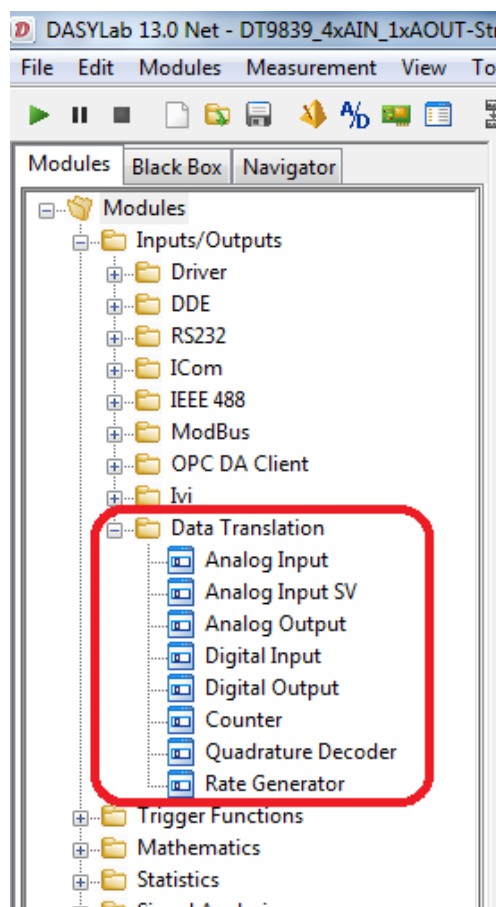 DASYLab 13.0 Net - DT9839_4xAIN_1xAOUT-Str
File Edit Modules Measurement View To
A/D
Modules Black Box Navigator
Modules
Inputs/Outputs
Driver
DDE
RS232
ICom
IEEE 488
ModBus
OPC DA Client
Ivi
Data Translation
Analog Input
Analog Input SV
Analog Output
Digital Input
Digital Output
Counter
Quadrature Decoder
Rate Generator
Trigger Functions
Mathematics
Statistics